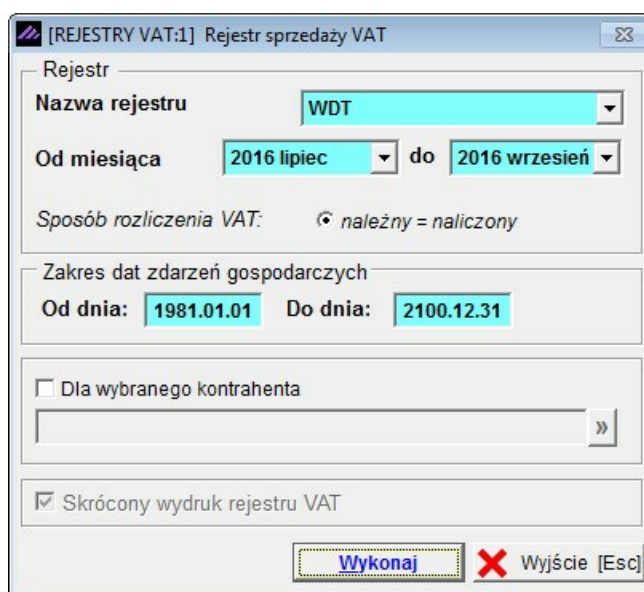 [REJESTRY VAT:1] Rejestr sprzedaży VAT
Rejestr
Nazwa rejestru WDT
Od miesiąca 2016 lipiec do 2016 wrzesień
Sposób rozliczenia VAT: należny = naliczony
Zakres dat zdarzeń gospodarczych
Od dnia: 1981.01.01 Do dnia: 2100.12.31
Dla wybranego kontrahenta
»
Skrócony wydruk rejestru VAT
Wykonaj Wyjście [Esc]